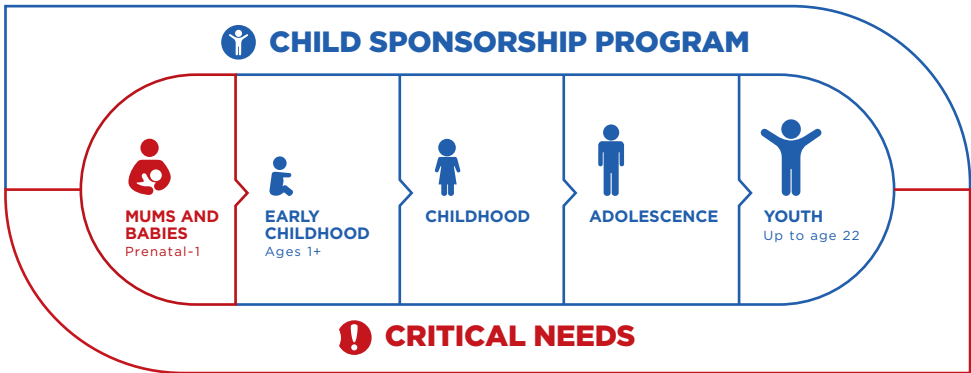 CHILD SPONSORSHIP PROGRAM
MUMS AND
BABIES
Prenatal-1
EARLY
CHILDHOOD
Ages 1+
CHILDHOOD
ADOLESCENCE
YOUTH
Up to age 22
CRITICAL NEEDS